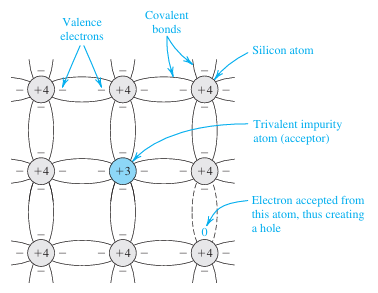 Valence
electrons
Covalent
bonds
Silicon atom
+4 +4 +4
Trivalent impurity
atom (acceptor)
+4 +3 +4
Electron accepted from
this atom, thus creating
a hole
0
+4 +4 +4